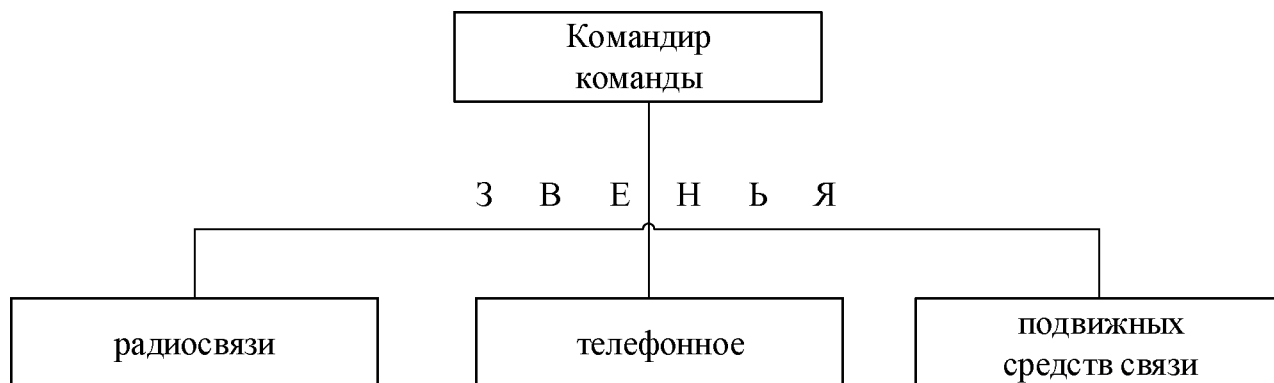 Командир
команды
З В Е Н Ь Я
радиосвязи
телефонное
подвижных
средств связи